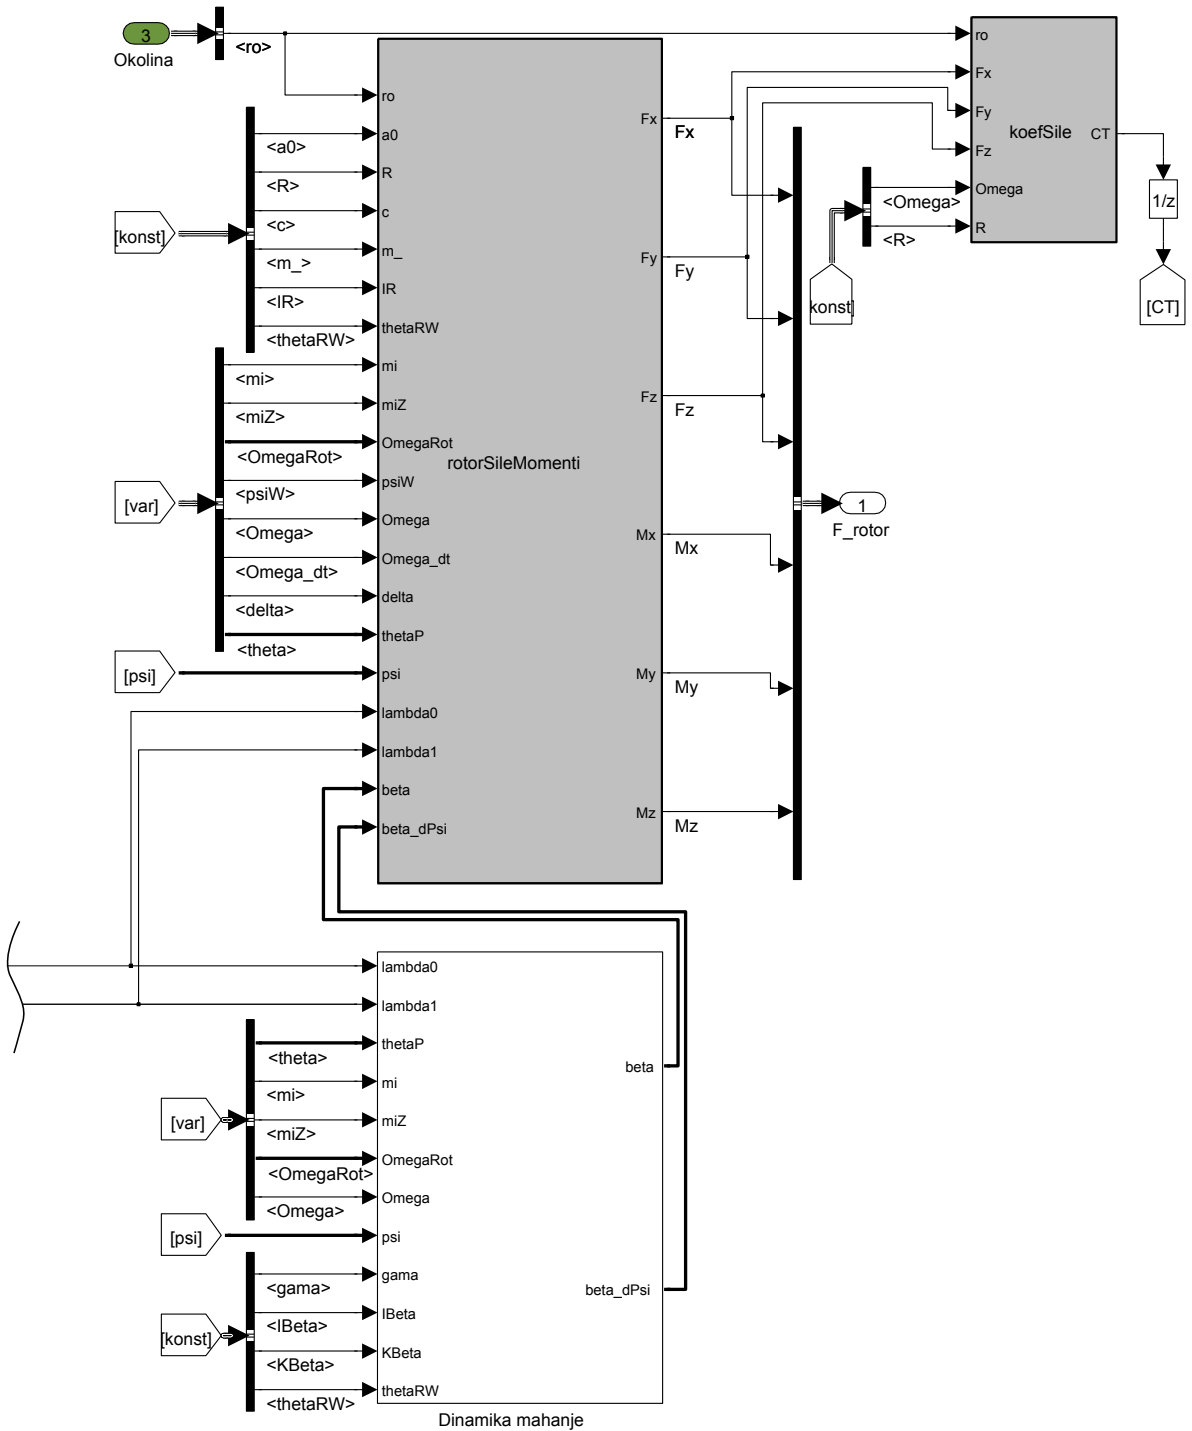 3
Okolina
<ro>
ro
a0
<a0>
R
<R>
c
<c>
m_
<m_>
IR
<IR>
thetaRW
<thetaRW>
[konst]
mi
<mi>
miZ
<miZ>
OmegaRot
<OmegaRot>
psiW
<psiW>
Omega
<Omega>
Omega_dt
<Omega_dt>
delta
<delta>
thetaP
<theta>
[var]
[psi]
psi
lambda0
lambda1
beta
beta_dPsi
rotorSileMomenti
Fx
Fx
Fy
Fy
Fz
Fz
Mx
Mx
My
My
Mz
Mz
1
F_rotor
ro
Fx
Fy
Fz
Omega
R
koefSile
CT
<Omega>
<R>
konst]
1/z
[CT]
lambda0
lambda1
thetaP
<theta>
mi
<mi>
miZ
<miZ>
OmegaRot
<OmegaRot>
Omega
<Omega>
[var]
[psi]
psi
gama
<gama>
IBeta
<IBeta>
KBeta
<KBeta>
thetaRW
<thetaRW>
[konst]
beta
beta_dPsi
Dinamika mahanje